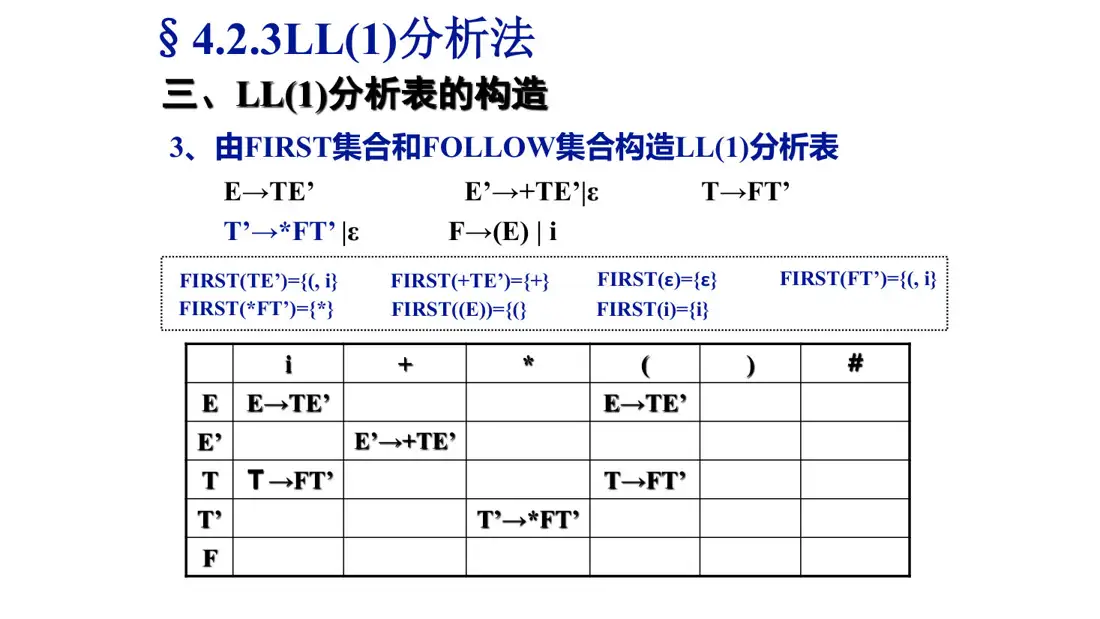 § 4.2.3LL(1)分析法
三、LL(1)分析表的构造
3、由FIRST集合和FOLLOW集合构造LL(1)分析表
E→TE’ E’→+TE’|ε T→FT’
T’→*FT’ |ε F→(E) | i
FIRST(TE’)={(, i} FIRST(+TE’)={+} FIRST(ε)={ε} FIRST(FT’)={(, i}
FIRST(*FT’)={*} FIRST((E))={(} FIRST(i)={i}
i + * ( ) #
E E→TE’ E→TE’
E’ E’→+TE’
T T→FT’ T→FT’
T’ T’→*FT’
F